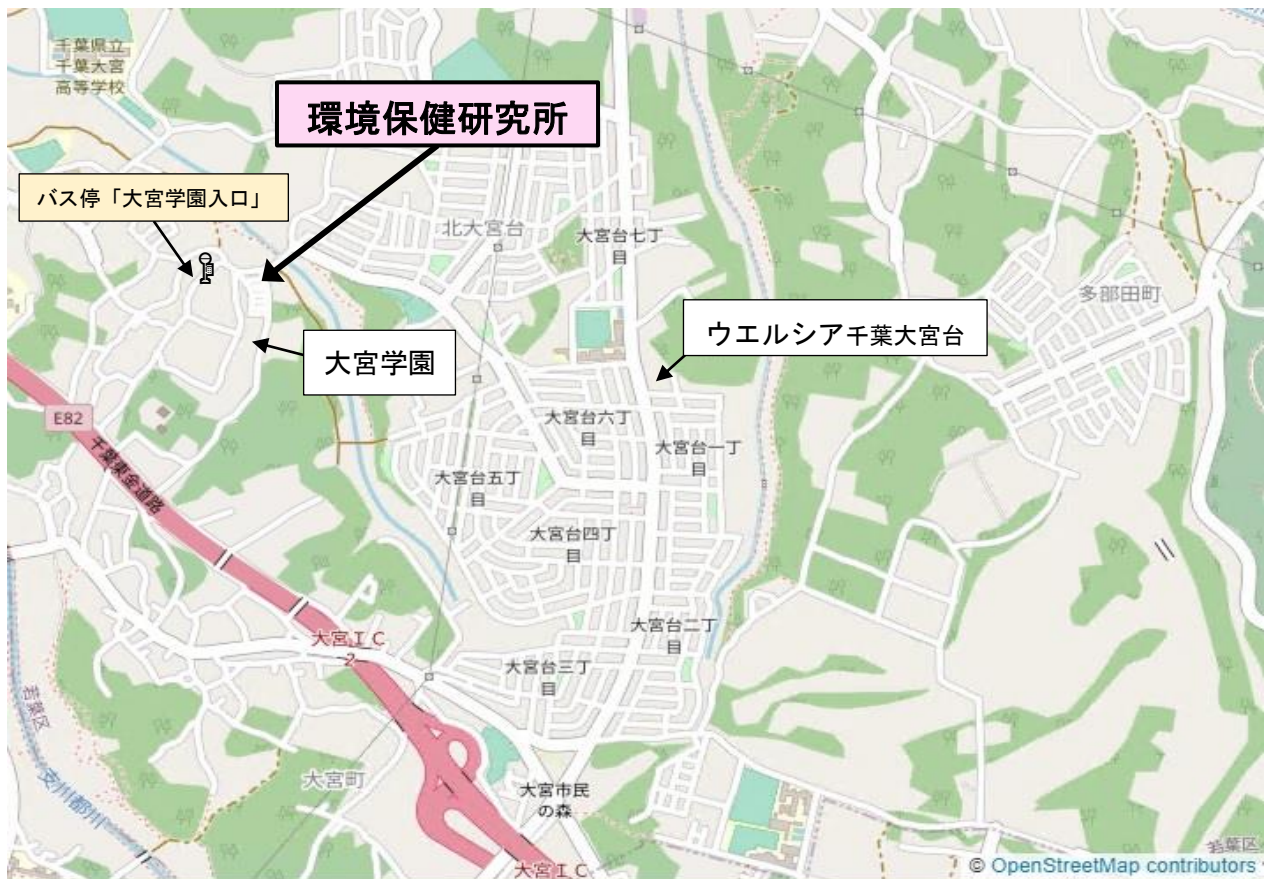 千葉県立
千葉大宮
高等学校
環境保健研究所
バス停「大宮学園入口」
北大宮台
大宮台七丁
目
多部田町
ウエルシア千葉大宮台
大宮学園
E82
千葉東金道路
大宮台六丁
目
大宮台一丁
目
大宮台五丁
目
大宮台四丁
目
大宮台二丁
目
大宮IC
2
大宮台三丁
目
若葉区
大宮町
支川都川
大宮市民
の森
若葉区
大宮IC
© OpenStreetMap contributors